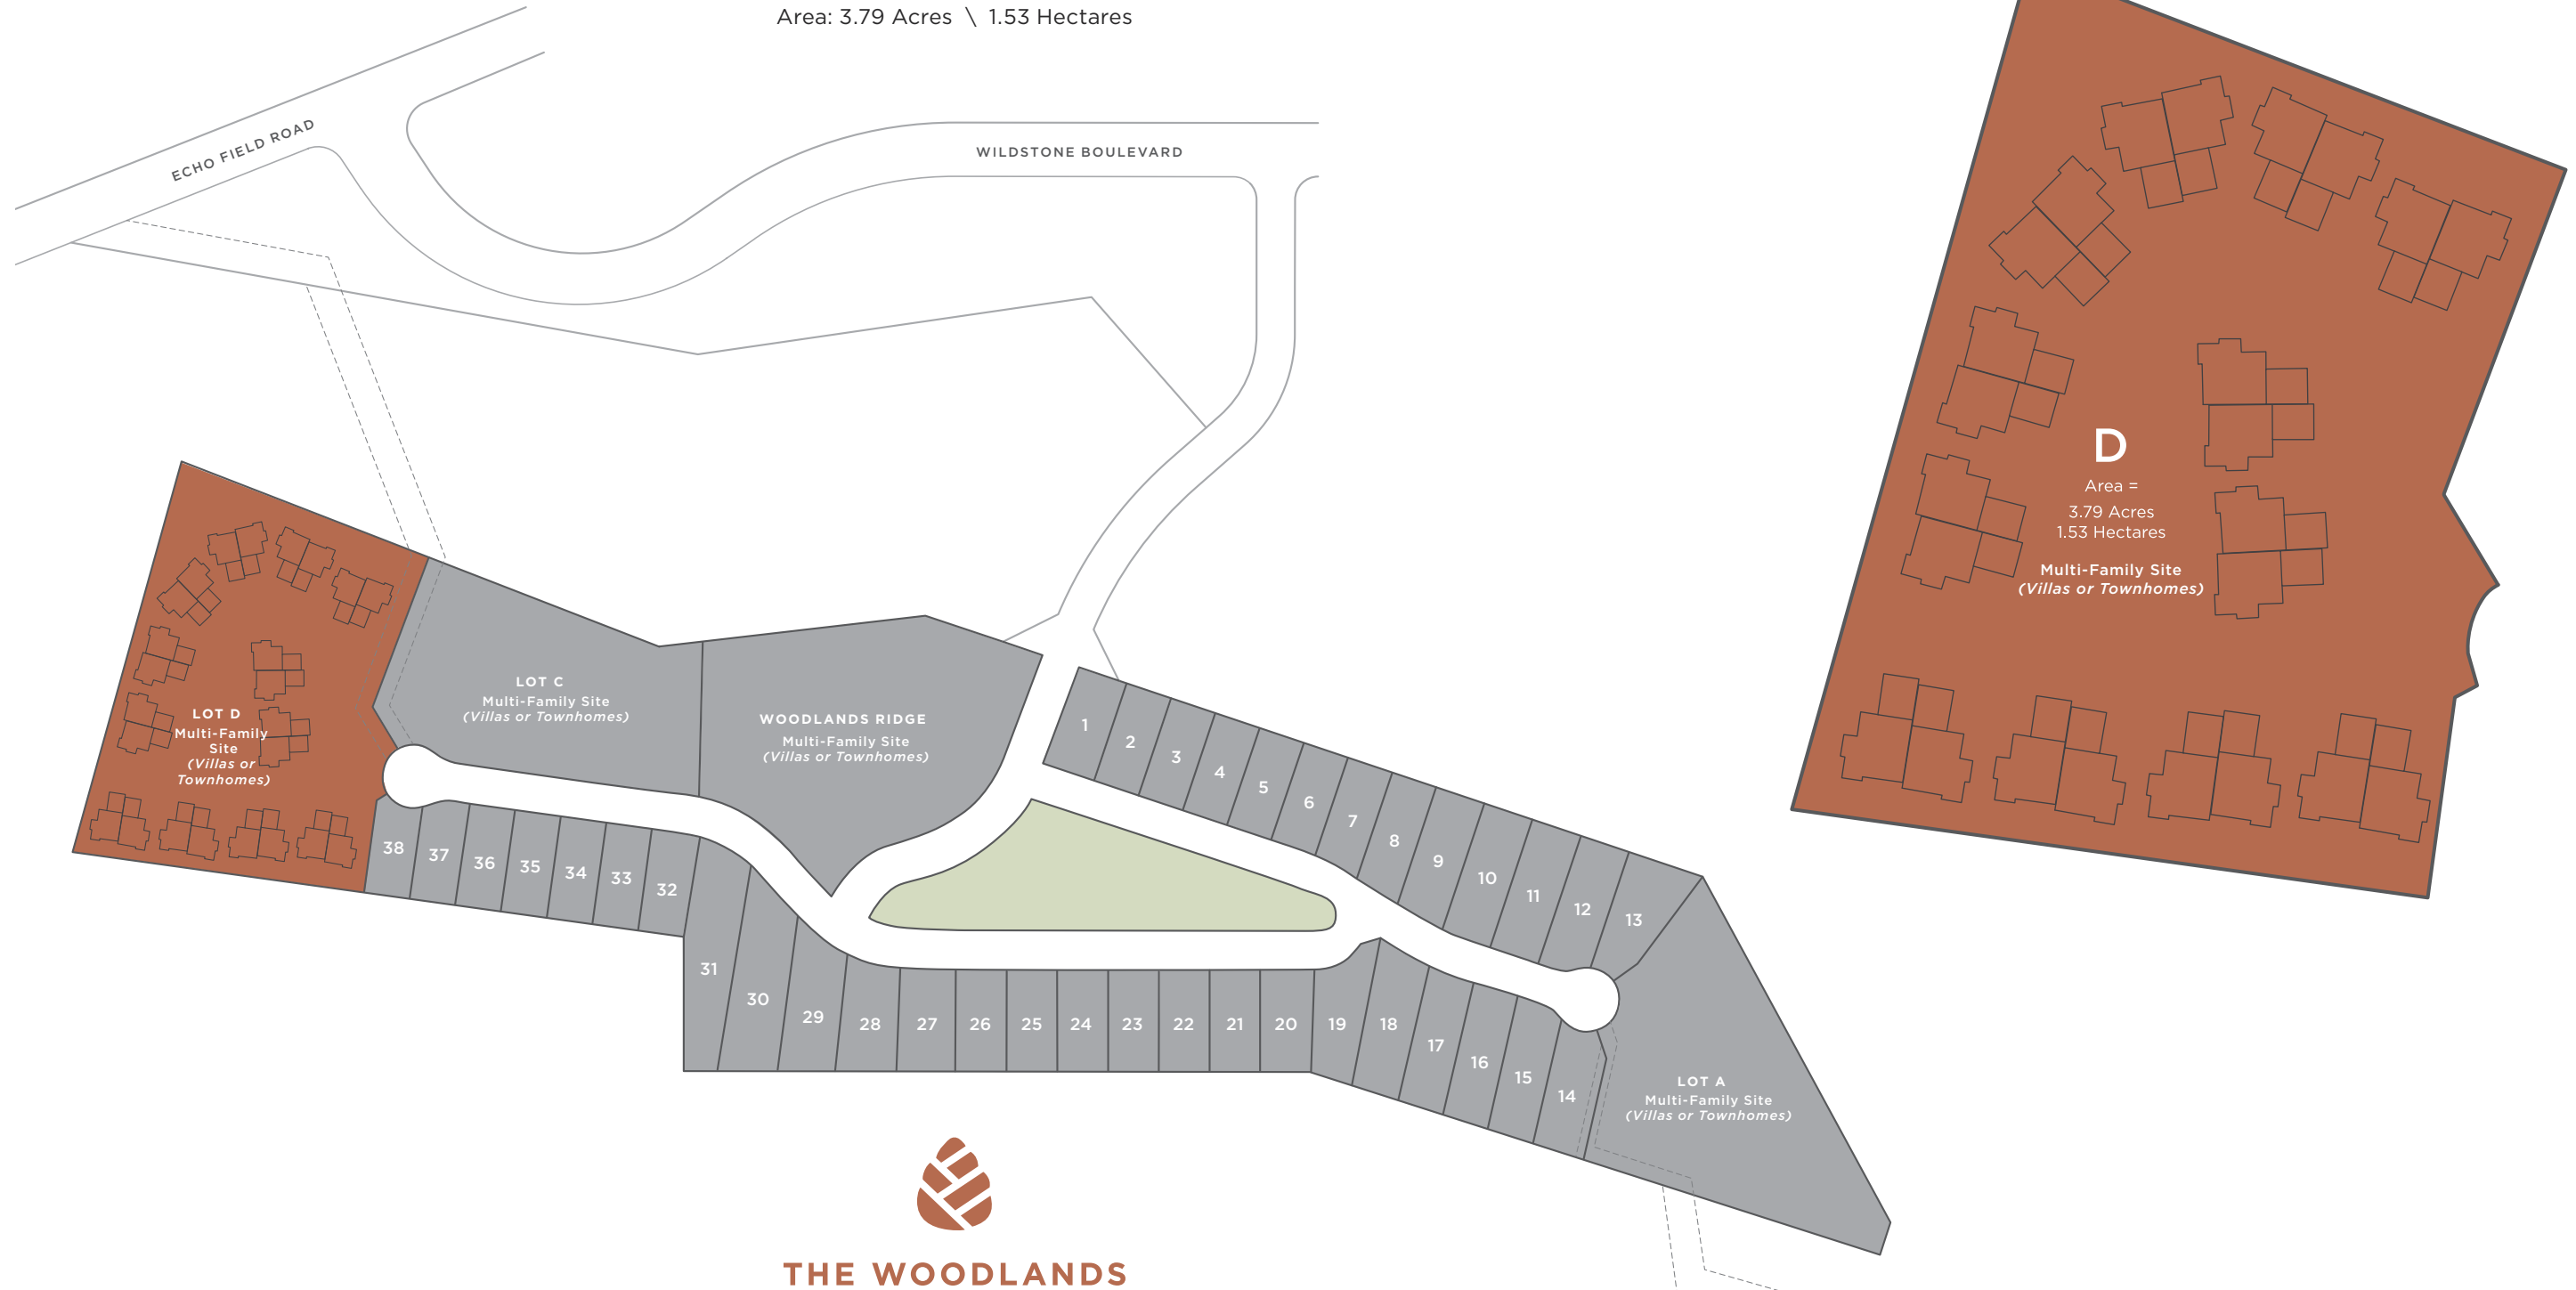 Area: 3.79 Acres \ 1.53 Hectares
ECHO FIELD ROAD
WILDSTONE BOULEVARD
D
Area =
3.79 Acres
1.53 Hectares
Multi-Family Site
(Villas or Townhomes)
LOT D
Multi-Family
Site
(Villas or
Townhomes)
LOT C
Multi-Family Site
(Villas or Townhomes)
WOODLANDS RIDGE
Multi-Family Site
(Villas or Townhomes)
1
2
3
4
5
6
7
8
9
10
11
12
13
38
37
36
35
34
33
32
31
30
29
28
27
26
25
24
23
22
21
20
19
18
17
16
15
14
LOT A
Multi-Family Site
(Villas or Townhomes)
THE WOODLANDS